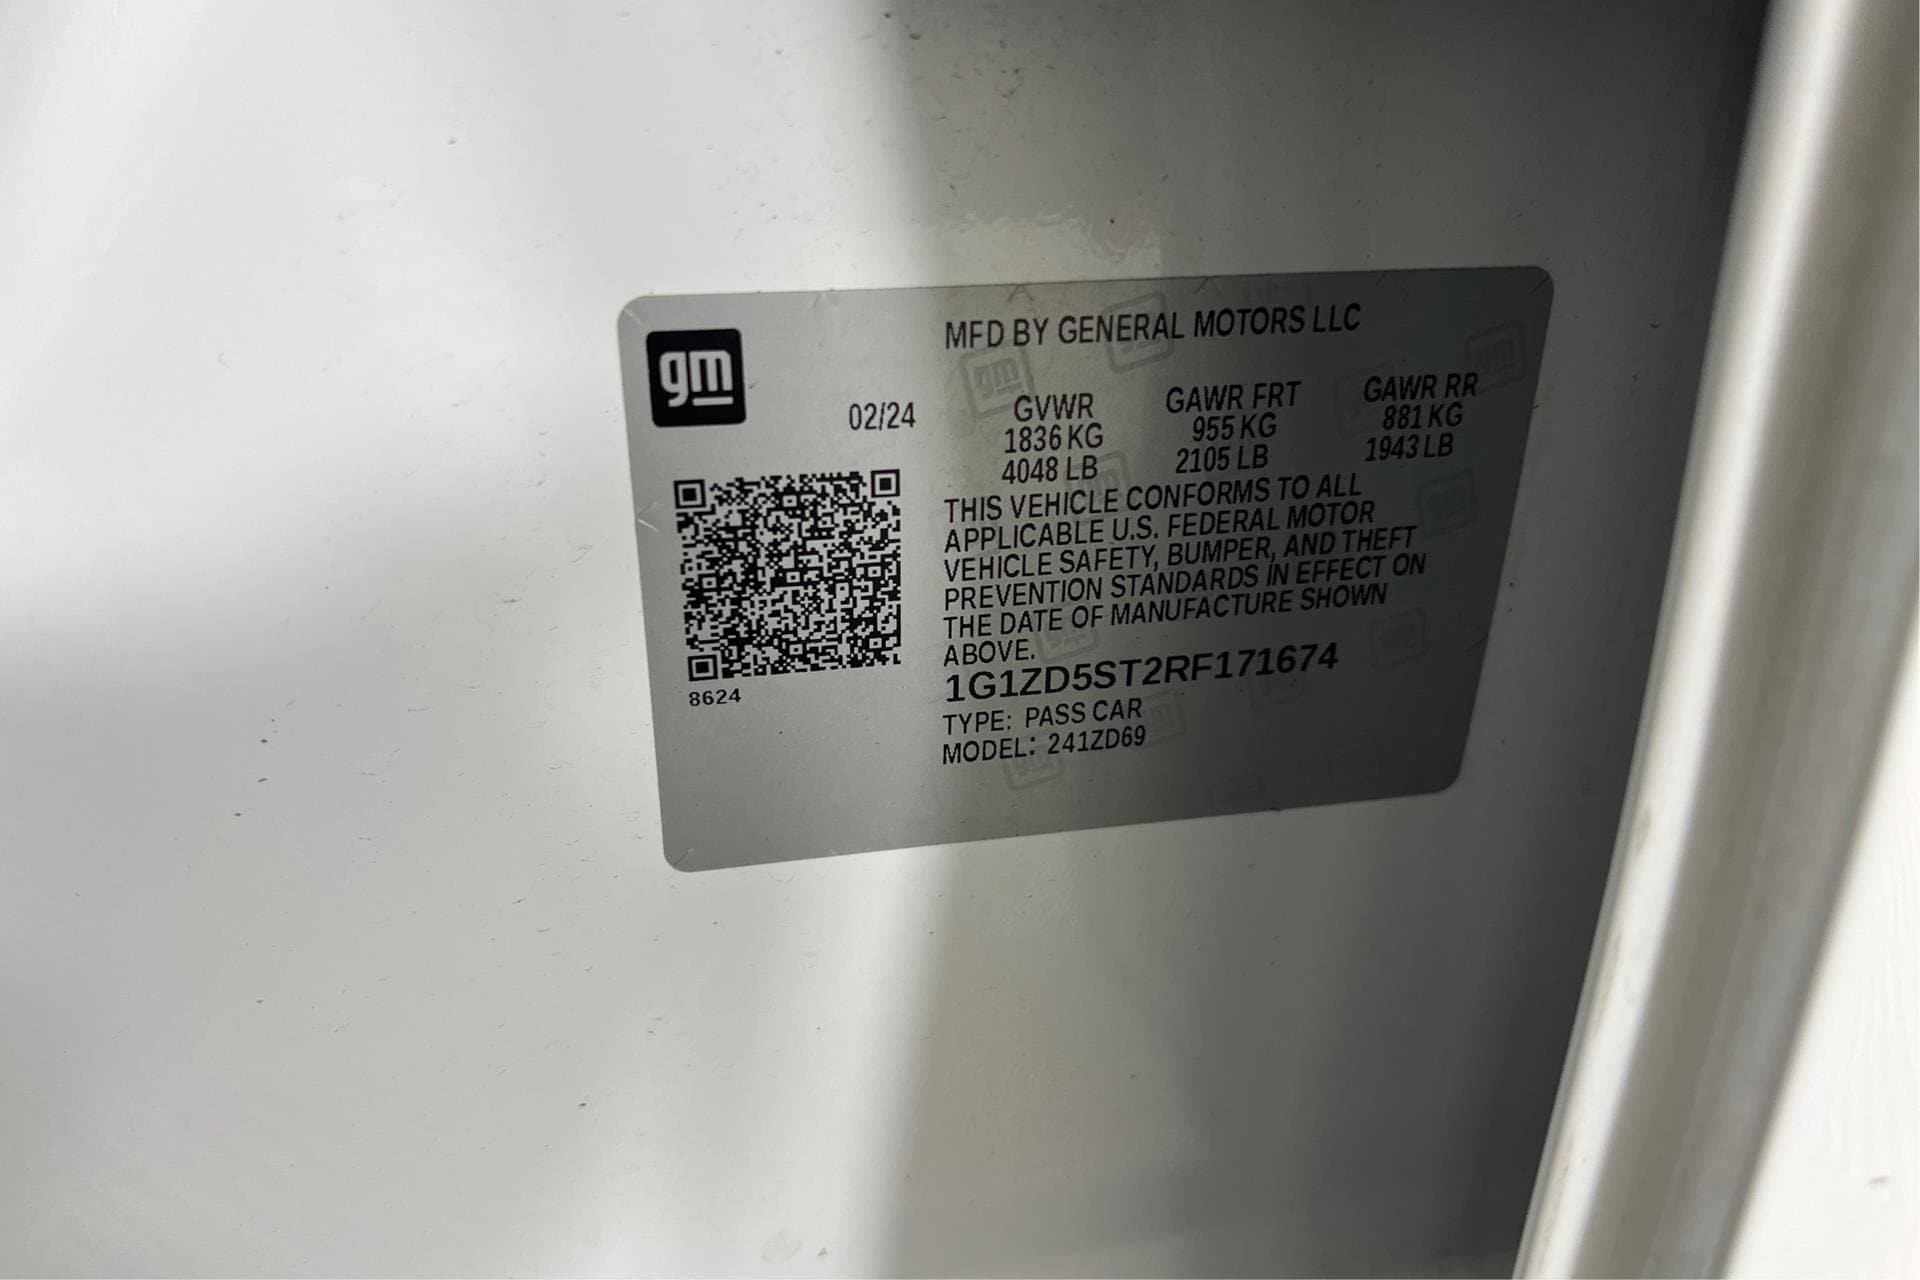 gm
MFD BY GENERAL MOTORS LLC
02/24
GVWR GAWR FRT GAWR RR
1836 KG 955 KG 881 KG
4048 LB 2105 LB 1943 LB
THIS VEHICLE CONFORMS TO ALL
APPLICABLE U.S. FEDERAL MOTOR
VEHICLE SAFETY, BUMPER, AND THEFT
PREVENTION STANDARDS IN EFFECT ON
THE DATE OF MANUFACTURE SHOWN
ABOVE.
1G1ZD5ST2RF171674
TYPE: PASS CAR
MODEL: 241ZD69
8624